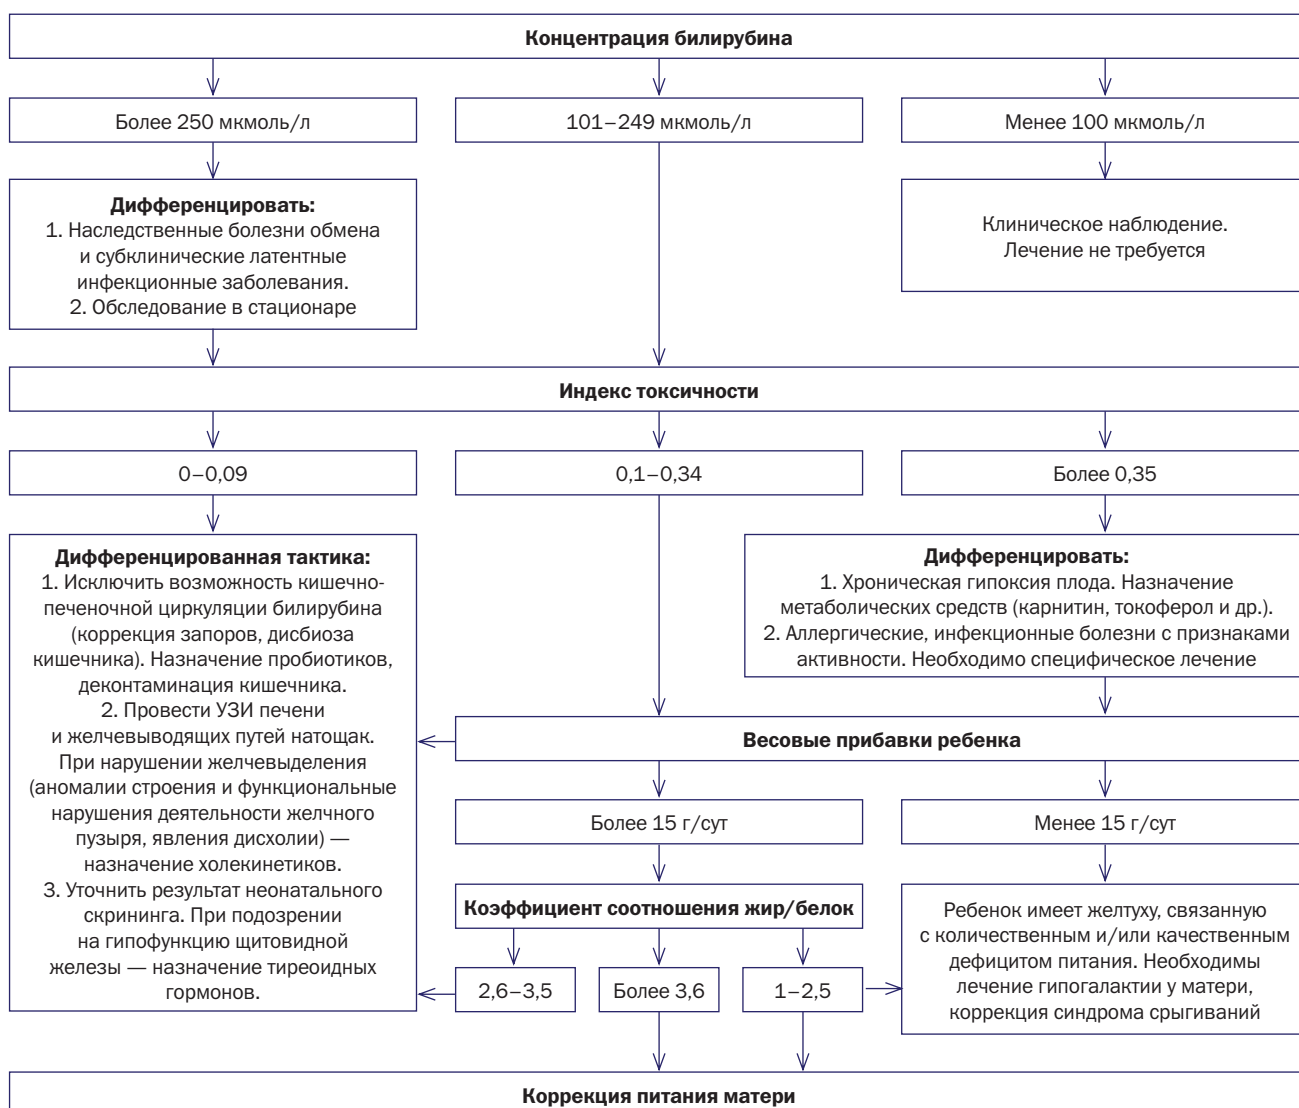 Концентрация билирубина
Более 250 мкмоль/л
101–249 мкмоль/л
Менее 100 мкмоль/л
Дифференцировать:
1. Наследственные болезни обмена
и субклинические латентные
инфекционные заболевания.
2. Обследование в стационаре
Клиническое наблюдение.
Лечение не требуется
Индекс токсичности
0–0,09
0,1–0,34
Более 0,35
Дифференцированная тактика:
1. Исключить возможность кишечно-
печеночной циркуляции билирубина
(коррекция запоров, дисбиоза
кишечника). Назначение пробиотиков,
деконтаминация кишечника.
2. Провести УЗИ печени
и желчевыводящих путей натощак.
При нарушении желчевыделения
(аномалии строения и функциональные
нарушения деятельности желчного
пузыря, явления дисхолии) —
назначение холекинетиков.
3. Уточнить результат неонатального
скрининга. При подозрении
на гипофункцию щитовидной
железы — назначение тиреоидных
гормонов.
Дифференцировать:
1. Хроническая гипоксия плода. Назначение
метаболических средств (карнитин, токоферол и др.).
2. Аллергические, инфекционные болезни с признаками
активности. Необходимо специфическое лечение
Весовые прибавки ребенка
Более 15 г/сут
Менее 15 г/сут
Коэффициент соотношения жир/белок
2,6–3,5
Более 3,6
1–2,5
Ребенок имеет желтуху, связанную
с количественным и/или качественным
дефицитом питания. Необходимы
лечение гипогалактии у матери,
коррекция синдрома срыгиваний
Коррекция питания матери